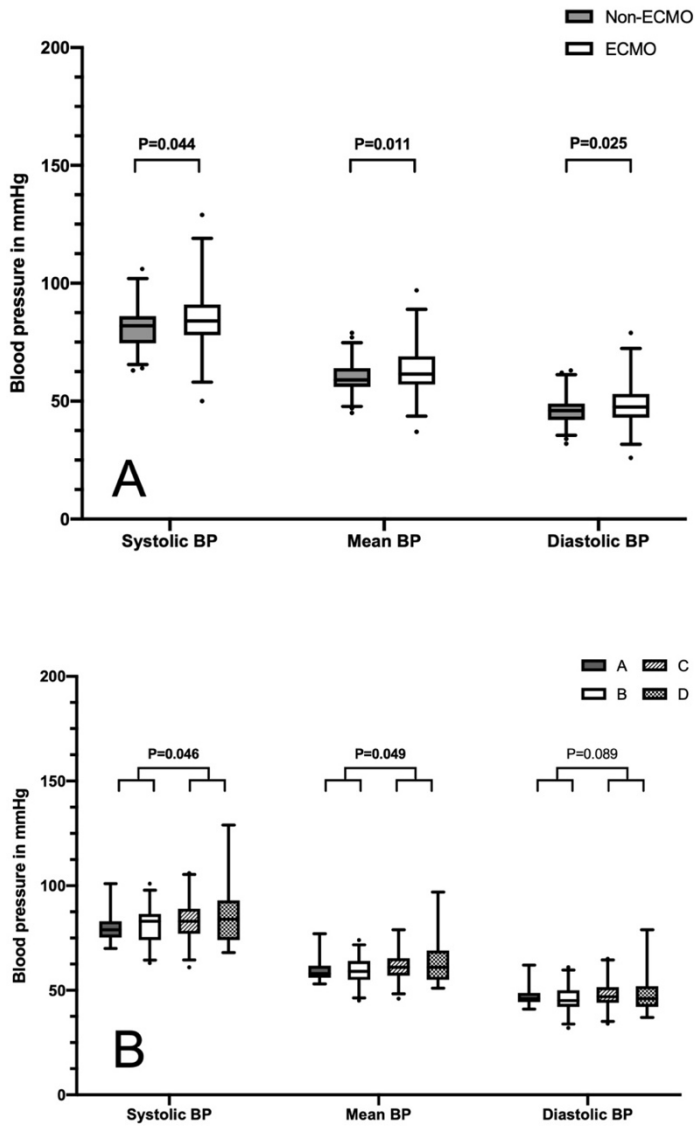 Non-ECMO
ECMO
200
150
100
50
0
Blood pressure in mmHg
P=0.044
P=0.011
P=0.025
A
Systolic BP
Mean BP
Diastolic BP
A
C
B
D
200
150
100
50
0
Blood pressure in mmHg
P=0.046
P=0.049
P=0.089
B
Systolic BP
Mean BP
Diastolic BP